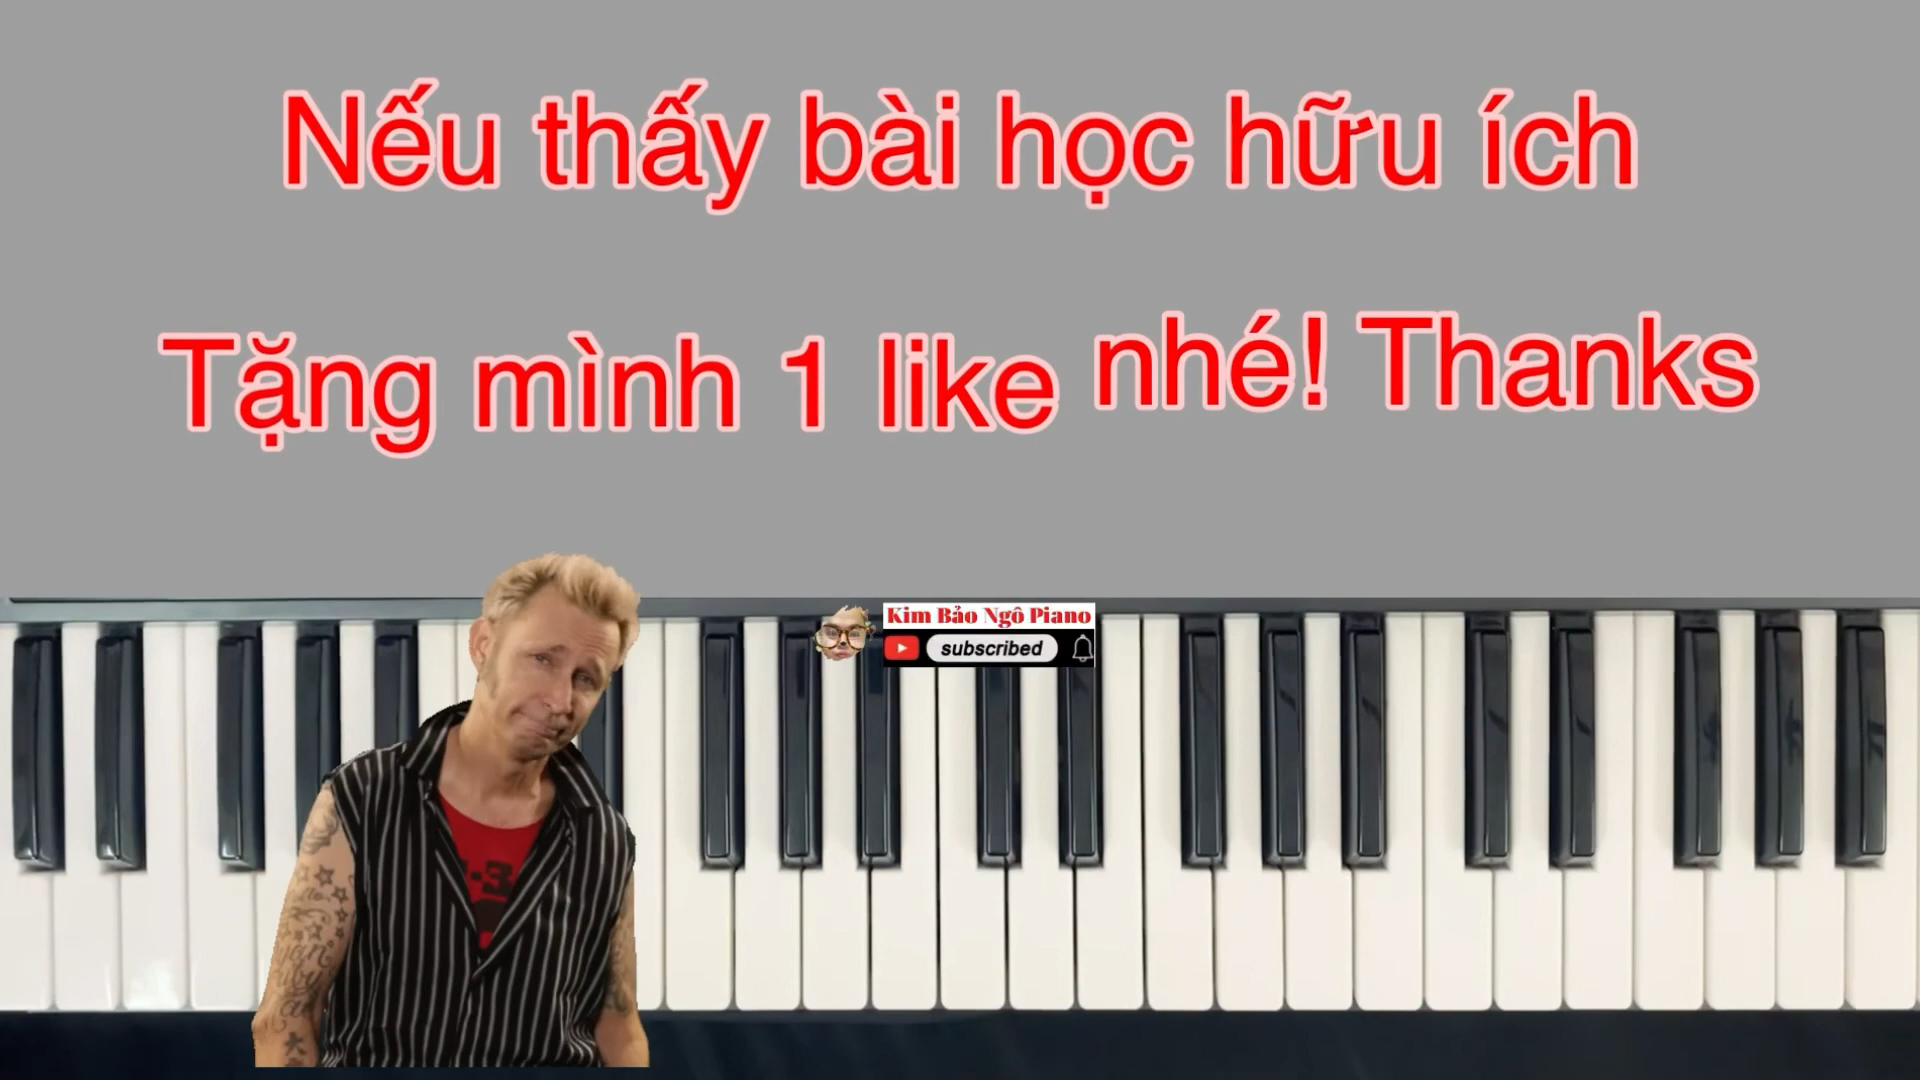 Nếu thấy bài học hữu ích
Tặng mình 1 like nhé! Thanks
Kim Bảo Ngô Piano
subscribed